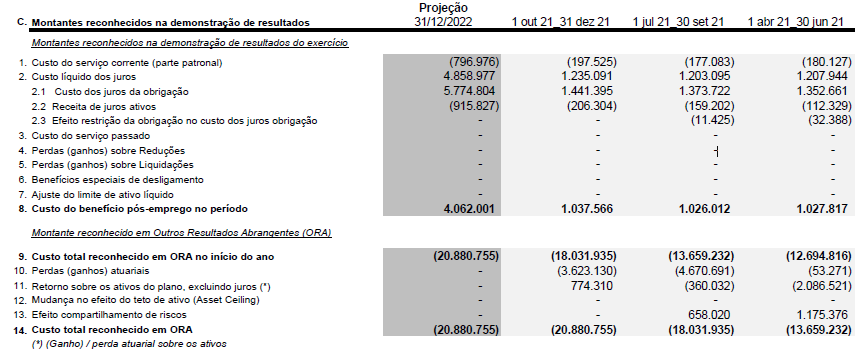 Projeção
C. Montantes reconhecidos na demonstração de resultados 31/12/2022 1 out 21_31 dez 21 1 jul 21_30 set 21 1 abr 21_30 jun 21
Montantes reconhecidos na demonstração de resultados do exercício
1. Custo do serviço corrente (parte patronal) (796.976) (197.525) (177.083) (180.127)
2. Custo líquido dos juros 4.858.977 1.235.091 1.203.095 1.207.944
2.1 Custo dos juros da obrigação 5.774.804 1.441.395 1.373.722 1.352.661
2.2 Receita de juros ativos (915.827) (206.304) (159.202) (112.329)
2.3 Efeito restrição da obrigação no custo dos juros obrigação - - (11.425) (32.388)
3. Custo do serviço passado - - - -
4. Perdas (ganhos) sobre Reduções - - - -
5. Perdas (ganhos) sobre Liquidações - - - -
6. Benefícios especiais de desligamento - - - -
7. Ajuste do limite de ativo líquido - - - -
8. Custo do benefício pós-emprego no período 4.062.001 1.037.566 1.026.012 1.027.817
Montante reconhecido em Outros Resultados Abrangentes (ORA)
9. Custo total reconhecido em ORA no início do ano (20.880.755) (18.031.935) (13.659.232) (12.694.816)
10. Perdas (ganhos) atuariais - (3.623.130) (4.670.691) (53.271)
11. Retorno sobre os ativos do plano, excluindo juros (*) - 774.310 (360.032) (2.086.521)
12. Mudança no efeito do teto de ativo (Asset Ceiling) - - - -
13. Efeito compartilhamento de riscos - - 658.020 1.175.376
14. Custo total reconhecido em ORA (20.880.755) (20.880.755) (18.031.935) (13.659.232)
(*) (Ganho) / perda atuarial sobre os ativos